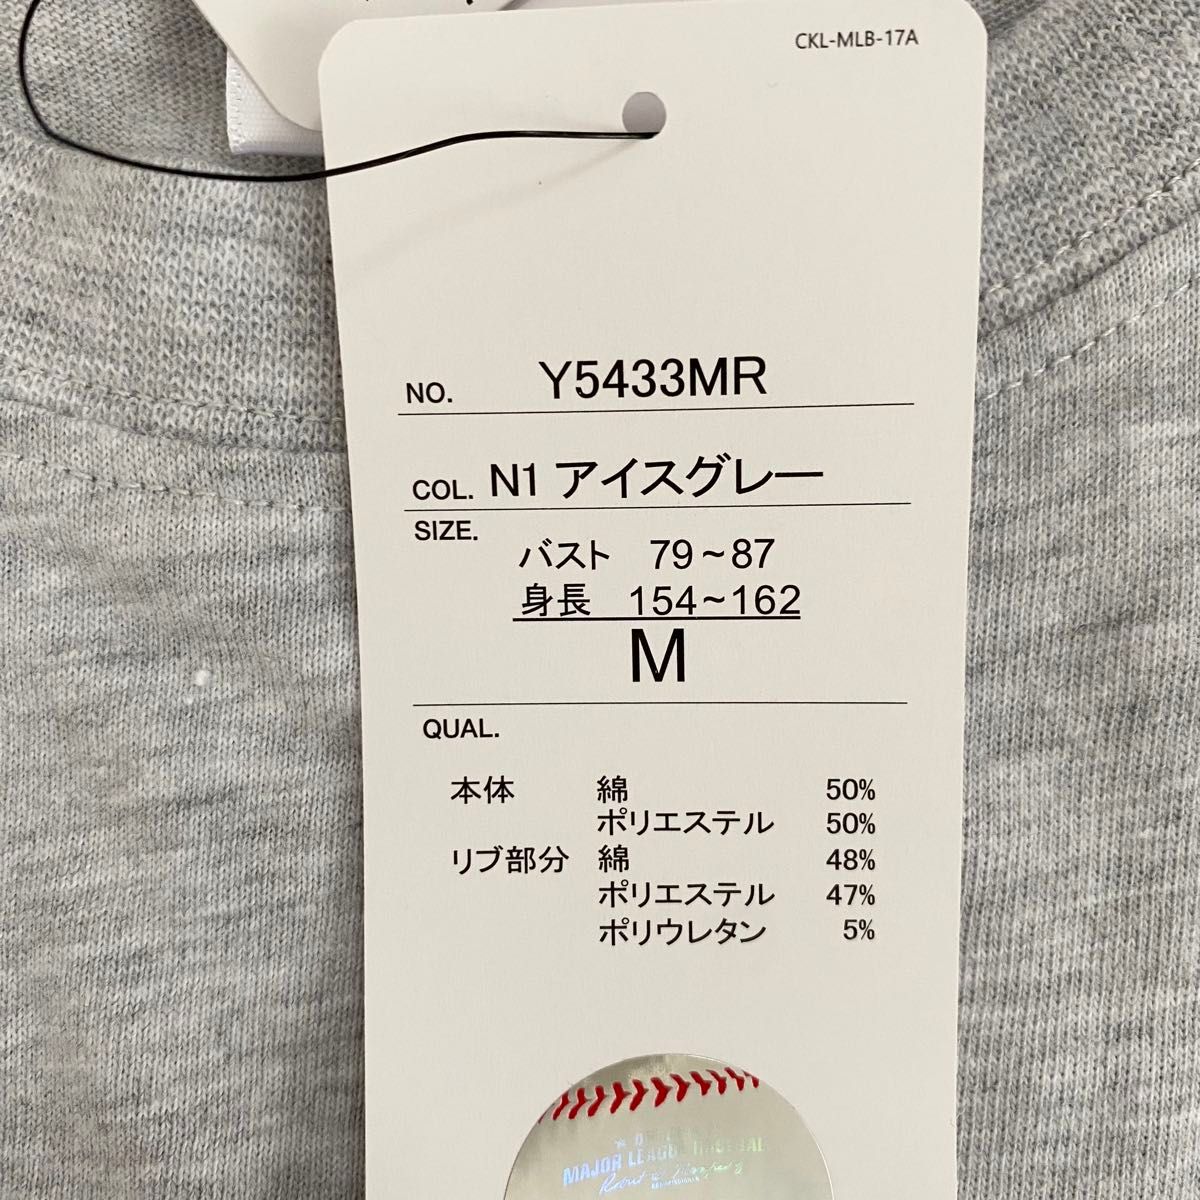 CKL-MLB-17A
NO. Y5433MR
COL. N1 アイスグレー
SIZE.
バスト 79～87
身長 154～162
M
QUAL.
本体 綿 50%
ポリエステル 50%
リブ部分 綿 48%
ポリエステル 47%
ポリウレタン 5%
MAJOR LEAGUE BASEBALL